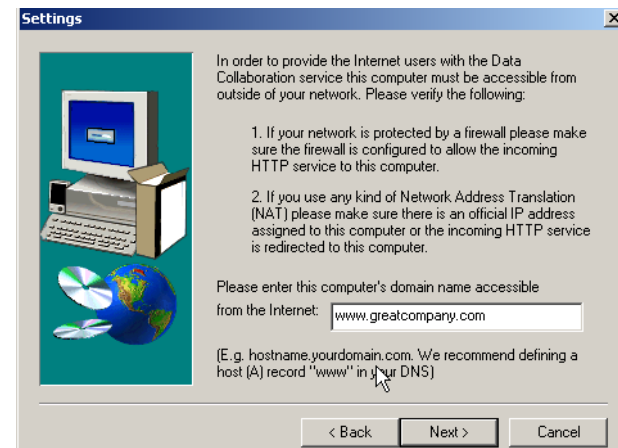 Settings
In order to provide the Internet users with the Data
Collaboration service this computer must be accessible from
outside of your network. Please verify the following:
1. If your network is protected by a firewall please make
sure the firewall is configured to allow the incoming
HTTP service to this computer.
2. If you use any kind of Network Address Translation
(NAT) please make sure there is an official IP address
assigned to this computer or the incoming HTTP service
is redirected to this computer.
Please enter this computer's domain name accessible
from the Internet: www.greatcompany.com
(E.g. hostname.yourdomain.com. We recommend defining a
host (A) record "www" in your DNS)
< Back Next > Cancel